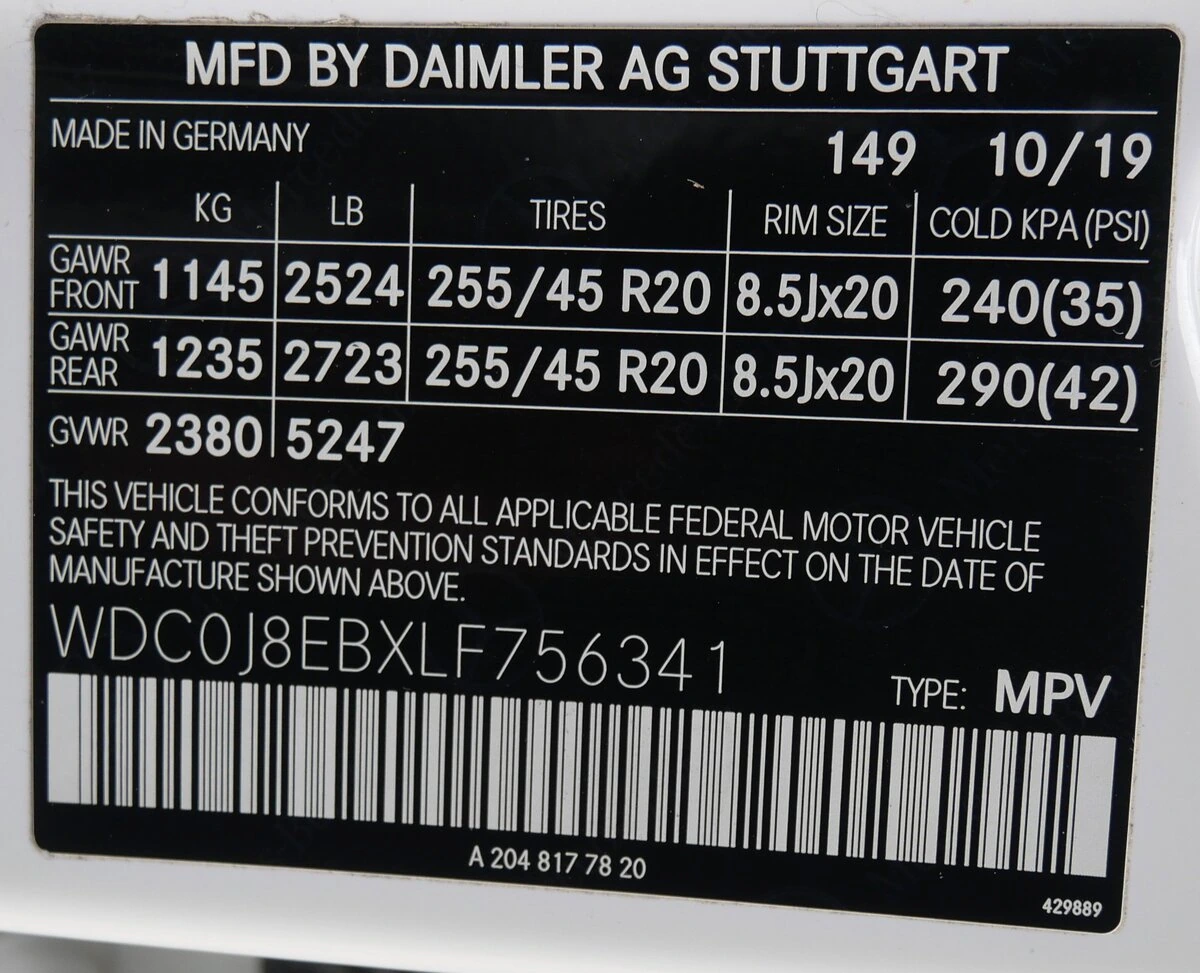 MFD BY DAIMLER AG STUTTGART
MADE IN GERMANY 149 10/19
KG LB TIRES RIM SIZE COLD KPA (PSI)
GAWR FRONT 1145 2524 255/45 R20 8.5Jx20 240(35)
GAWR REAR 1235 2723 255/45 R20 8.5Jx20 290(42)
GVWR 2380 5247
THIS VEHICLE CONFORMS TO ALL APPLICABLE FEDERAL MOTOR VEHICLE
SAFETY AND THEFT PREVENTION STANDARDS IN EFFECT ON THE DATE OF
MANUFACTURE SHOWN ABOVE.
WDC0J8EBXLF756341
TYPE: MPV
A 204 817 78 20
429889